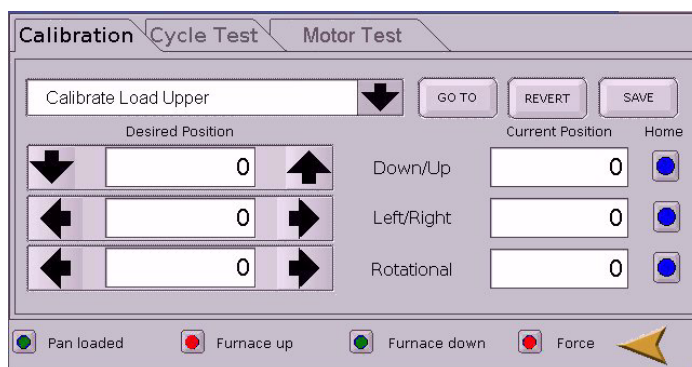 Calibration Cycle Test Motor Test
Calibrate Load Upper GO TO REVERT SAVE
Desired Position Current Position Home
0 Down/Up 0
0 Left/Right 0
0 Rotational 0
Pan loaded Furnace up Furnace down Force